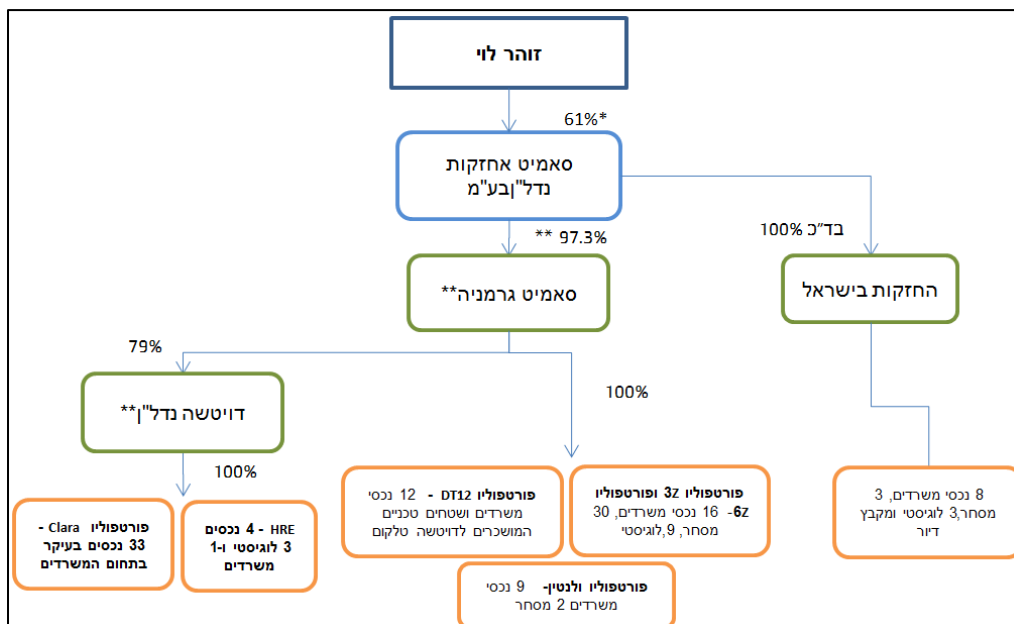 זוהר לוי
61%*
סאמיט אחזקות
נדל"ןבע"מ
** 97.3%
בד"כ 100%
סאמיט גרמניה**
החזקות בישראל
79%
100%
דויטשה נדל"ן**
100%
פורטפוליו Clara -
33 נכסים בעיקר
בתחום המשרדים
HRE - 4 נכסים
3 לוגיסטי ו-1
משרדים
פורטפוליו DT12 - 12 נכסי
משרדים ושטחים טכניים
המושכרים לדויטשה טלקום
פורטפוליו 3Z ופורטפוליו
6Z- 16 נכסי משרדים, 30
מסחר, 9,לוגיסטי
8 נכסי משרדים, 3
מסחר,3 לוגיסטי ומקבץ
דיור
פורטפוליו ולנטין- 9 נכסי
משרדים 2 מסחר